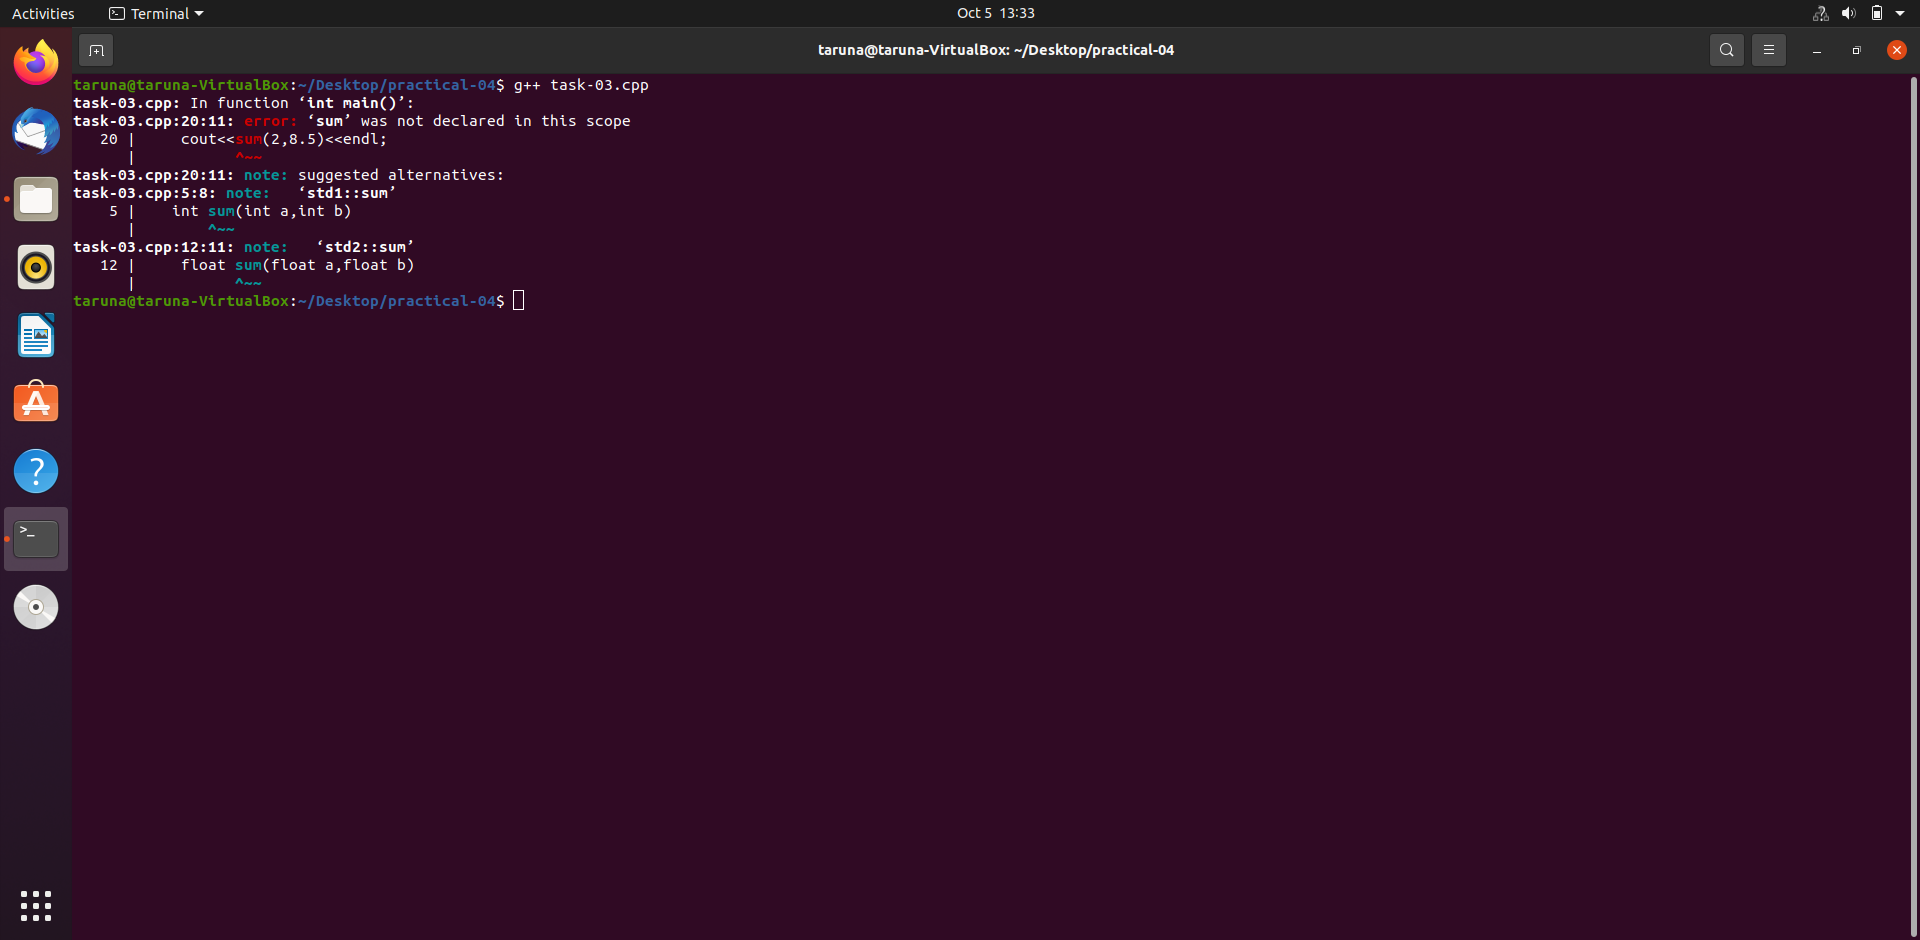 Activities Terminal Oct 5 13:33
taruna@taruna-VirtualBox: ~/Desktop/practical-04
taruna@taruna-VirtualBox:~/Desktop/practical-04$ g++ task-03.cpp
task-03.cpp: In function ‘int main()’:
task-03.cpp:20:11: error: ‘sum’ was not declared in this scope
   20 |     cout<<sum(2,8.5)<<endl;
      |           ^~~
task-03.cpp:20:11: note: suggested alternatives:
task-03.cpp:5:8: note:   ‘std1::sum’
    5 |    int sum(int a,int b)
      |        ^~~
task-03.cpp:12:11: note:   ‘std2::sum’
   12 |     float sum(float a,float b)
      |           ^~~
taruna@taruna-VirtualBox:~/Desktop/practical-04$